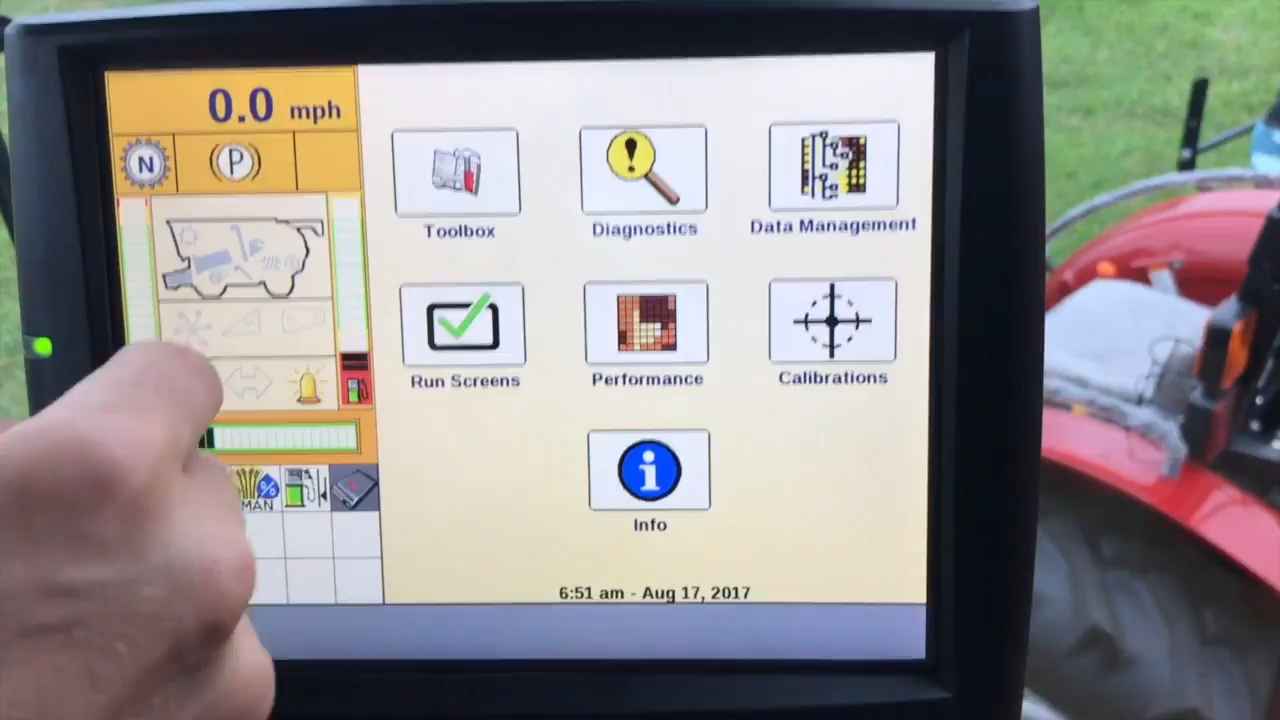 0.0 mph
N P
Toolbox Diagnostics Data Management
Run Screens Performance Calibrations
i
Info
% MAN
6:51 am - Aug 17, 2017